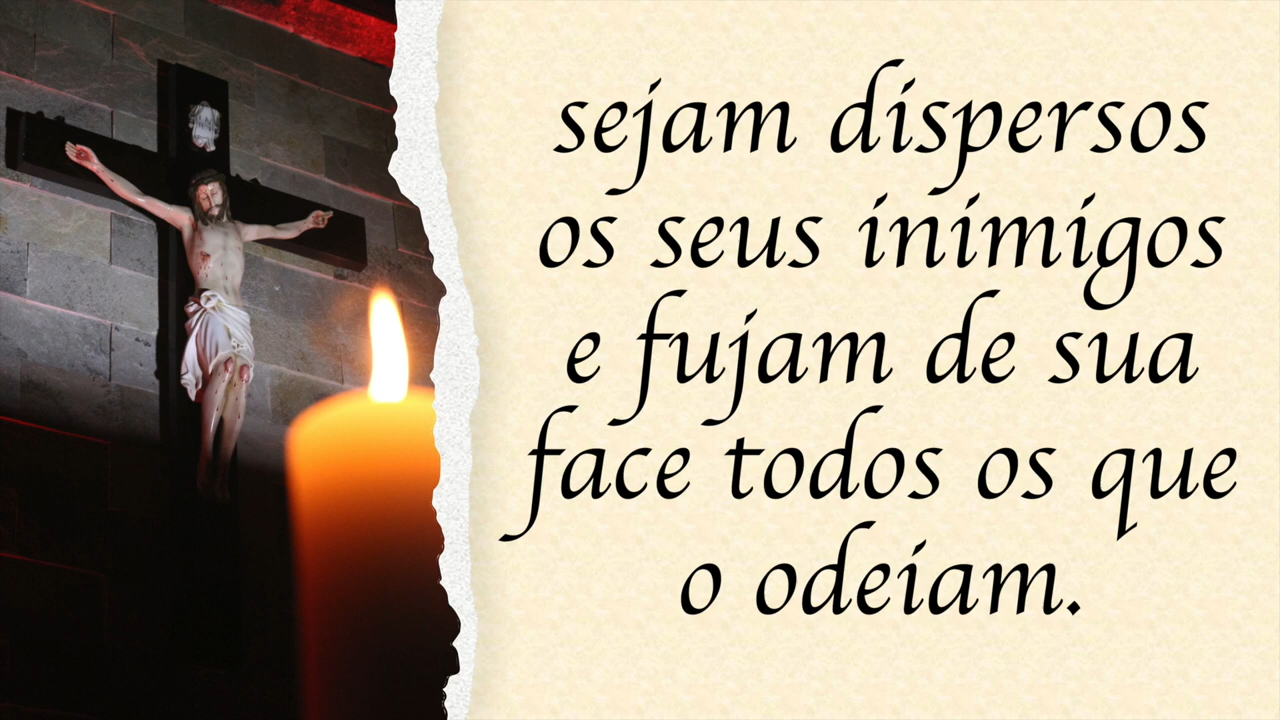 sejam dispersos
os seus inimigos
e fujam de sua
face todos os que
o odeiam.